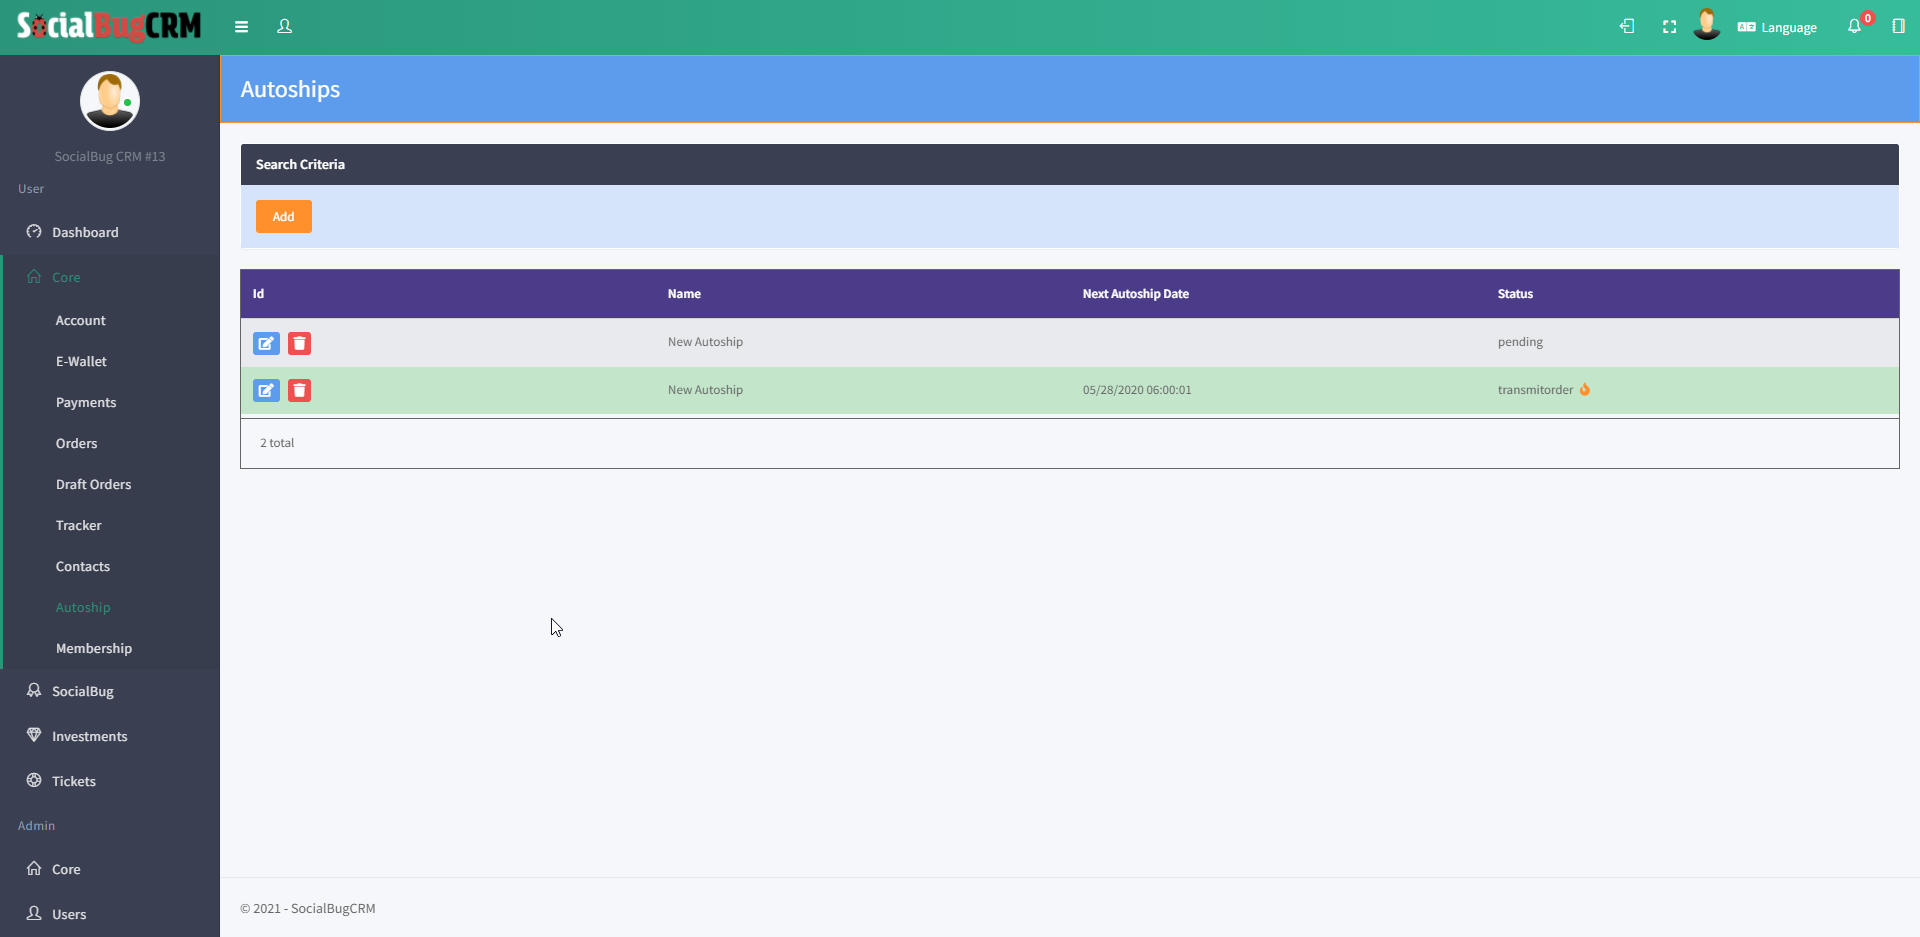 SocialBugCRM
Language
0
SocialBug CRM #13
User
Dashboard
Core
Account
E-Wallet
Payments
Orders
Draft Orders
Tracker
Contacts
Autoship
Membership
SocialBug
Investments
Tickets
Admin
Core
Users
Autoships
Search Criteria
Add
Id Name Next Autoship Date Status
New Autoship pending
New Autoship 05/28/2020 06:00:01 transmitorder
2 total
© 2021 - SocialBugCRM